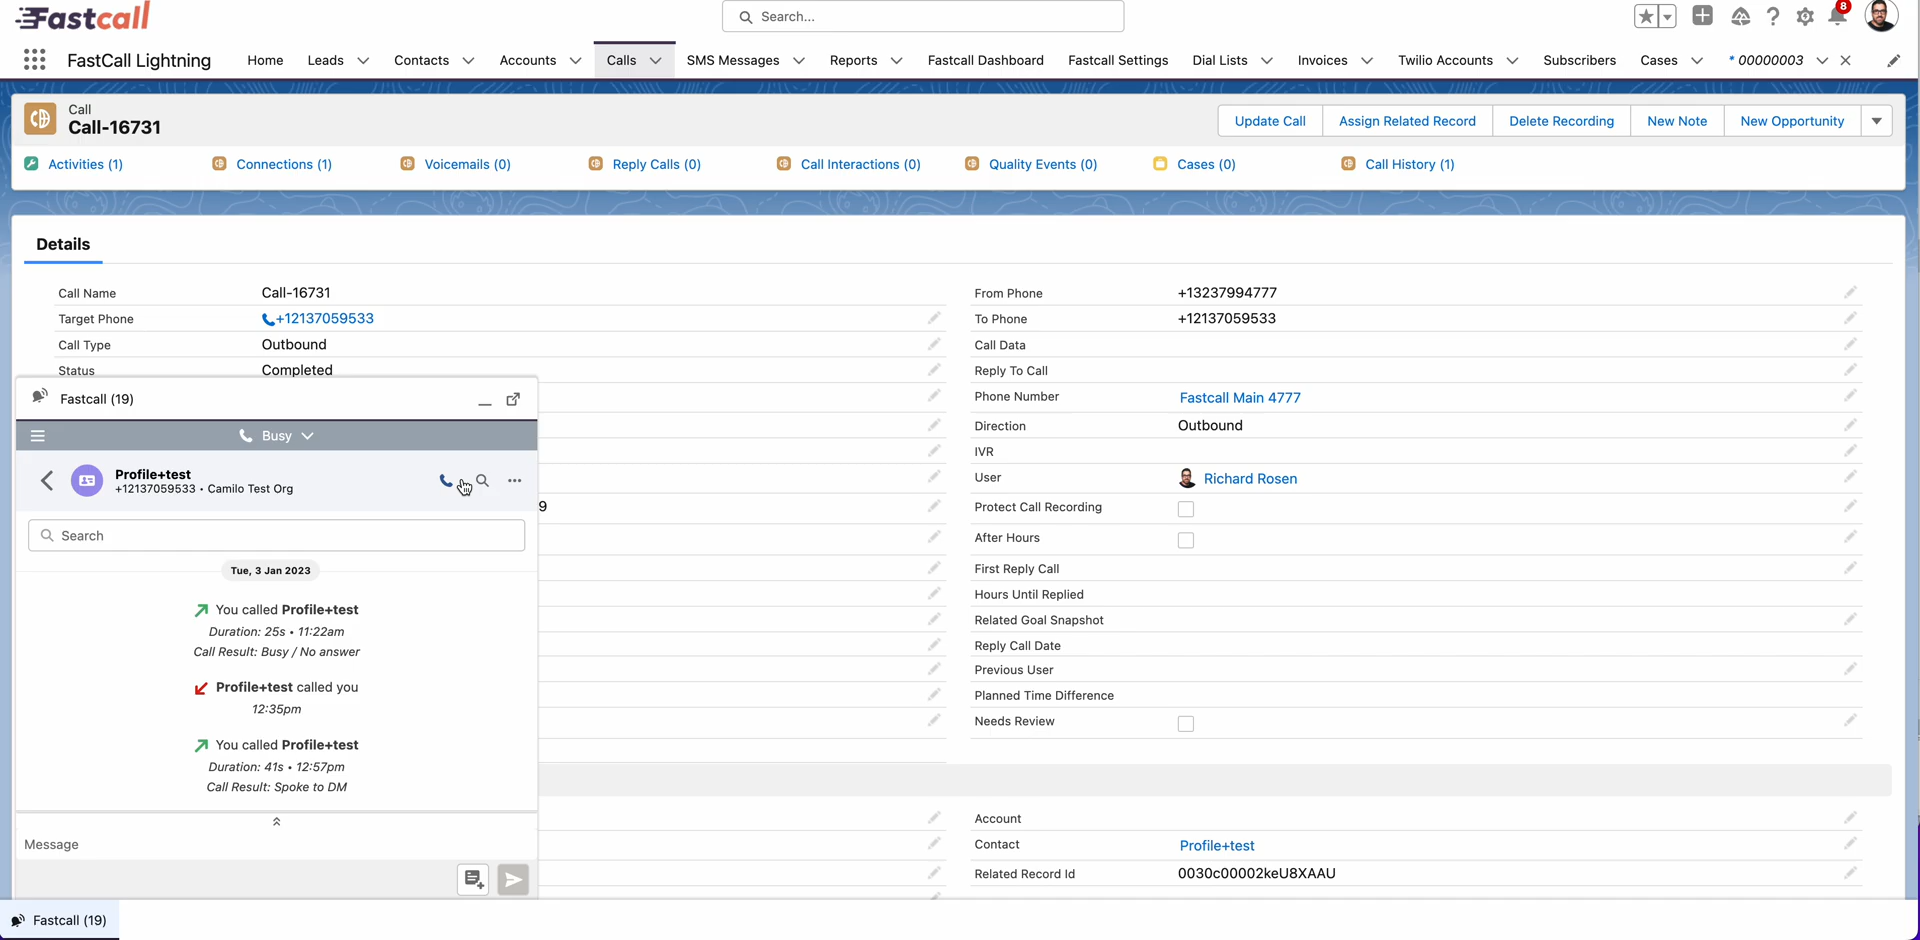 Fastcall
Search...
8
FastCall Lightning
Home
Leads
Contacts
Accounts
Calls
SMS Messages
Reports
Fastcall Dashboard
Fastcall Settings
Dial Lists
Invoices
Twilio Accounts
Subscribers
Cases
* 00000003
Call
Call-16731
Update Call
Assign Related Record
Delete Recording
New Note
New Opportunity
Activities (1)
Connections (1)
Voicemails (0)
Reply Calls (0)
Call Interactions (0)
Quality Events (0)
Cases (0)
Call History (1)
Details
Call Name Call-16731
Target Phone +12137059533
Call Type Outbound
Status Completed
Fastcall (19)
Busy
Profile+test
+12137059533 • Camilo Test Org
9
Search
Tue, 3 Jan 2023
You called Profile+test
Duration: 25s • 11:22am
Call Result: Busy / No answer
Profile+test called you
12:35pm
You called Profile+test
Duration: 41s • 12:57pm
Call Result: Spoke to DM
Message
From Phone +13237994777
To Phone +12137059533
Call Data
Reply To Call
Phone Number Fastcall Main 4777
Direction Outbound
IVR
User Richard Rosen
Protect Call Recording
After Hours
First Reply Call
Hours Until Replied
Related Goal Snapshot
Reply Call Date
Previous User
Planned Time Difference
Needs Review
Account
Contact Profile+test
Related Record Id 0030c00002keU8XAAU
Fastcall (19)